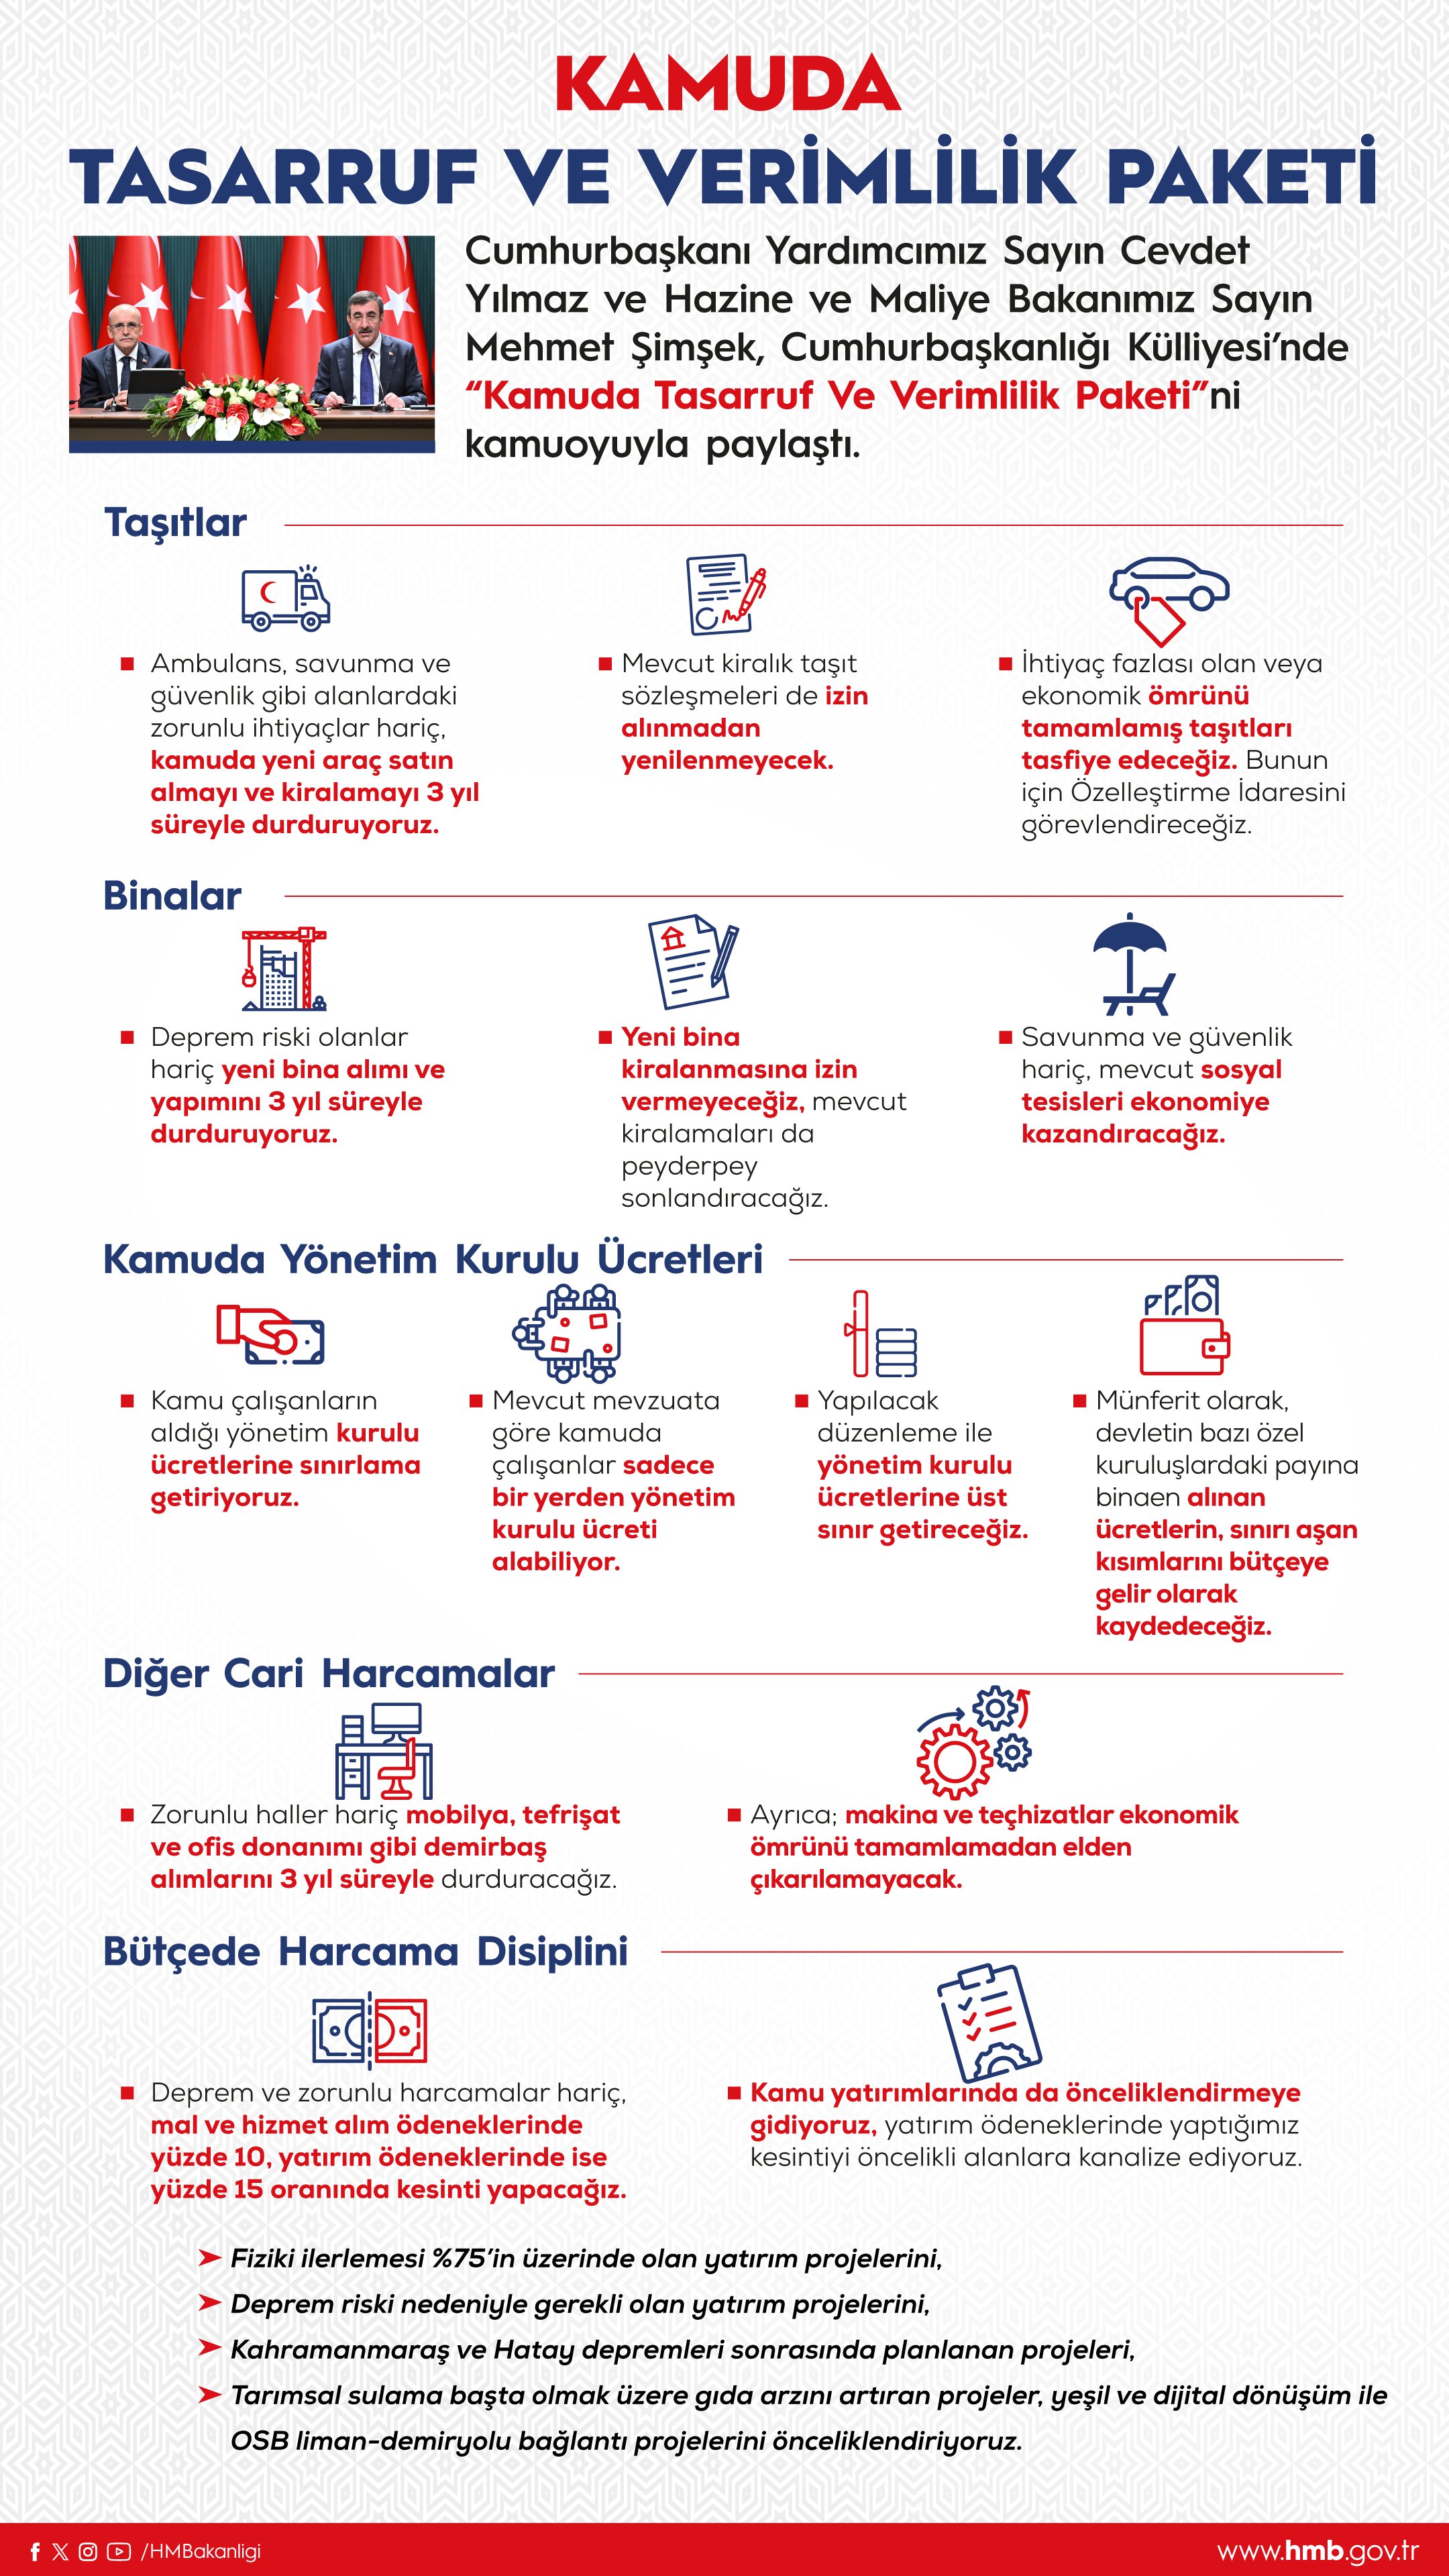 KAMUDA
TASARRUF VE VERİMLİLİK PAKETİ
Cumhurbaşkanı Yardımcımız Sayın Cevdet
Yılmaz ve Hazine ve Maliye Bakanımız Sayın
Mehmet Şimşek, Cumhurbaşkanlığı Külliyesi’nde
“Kamuda Tasarruf Ve Verimlilik Paketi”ni
kamuoyuyla paylaştı.
Taşıtlar
Ambulans, savunma ve
güvenlik gibi alanlardaki
zorunlu ihtiyaçlar hariç,
kamuda yeni araç satın
almayı ve kiralamayı 3 yıl
süreyle durduruyoruz.
Mevcut kiralık taşıt
sözleşmeleri de izin
alınmadan
yenilenmeyecek.
İhtiyaç fazlası olan veya
ekonomik ömrünü
tamamlamış taşıtları
tasfiye edeceğiz. Bunun
için Özelleştirme İdaresini
görevlendireceğiz.
Binalar
Deprem riski olanlar
hariç yeni bina alımı ve
yapımını 3 yıl süreyle
durduruyoruz.
Yeni bina
kiralanmasına izin
vermeyeceğiz, mevcut
kiralamaları da
peyderpey
sonlandıracağız.
Savunma ve güvenlik
hariç, mevcut sosyal
tesisleri ekonomiye
kazandıracağız.
Kamuda Yönetim Kurulu Ücretleri
Kamu çalışanların
aldığı yönetim kurulu
ücretlerine sınırlama
getiriyoruz.
Mevcut mevzuata
göre kamuda
çalışanlar sadece
bir yerden yönetim
kurulu ücreti
alabiliyor.
Yapılacak
düzenleme ile
yönetim kurulu
ücretlerine üst
sınır getireceğiz.
Münferit olarak,
devletin bazı özel
kuruluşlardaki payına
binaen alınan
ücretlerin, sınırı aşan
kısımlarını bütçeye
gelir olarak
kaydedeceğiz.
Diğer Cari Harcamalar
Zorunlu haller hariç mobilya, tefrişat
ve ofis donanımı gibi demirbaş
alımlarını 3 yıl süreyle durduracağız.
Ayrıca; makina ve teçhizatlar ekonomik
ömrünü tamamlamadan elden
çıkarılamayacak.
Bütçede Harcama Disiplini
Deprem ve zorunlu harcamalar hariç,
mal ve hizmet alım ödeneklerinde
yüzde 10, yatırım ödeneklerinde ise
yüzde 15 oranında kesinti yapacağız.
Kamu yatırımlarında da önceliklendirmeye
gidiyoruz, yatırım ödeneklerinde yaptığımız
kesintiyi öncelikli alanlara kanalize ediyoruz.
Fiziki ilerlemesi %75’in üzerinde olan yatırım projelerini,
Deprem riski nedeniyle gerekli olan yatırım projelerini,
Kahramanmaraş ve Hatay depremleri sonrasında planlanan projeleri,
Tarımsal sulama başta olmak üzere gıda arzını artıran projeler, yeşil ve dijital dönüşüm ile
OSB liman-demiryolu bağlantı projelerini önceliklendiriyoruz.
/HMBakanligi
www.hmb.gov.tr